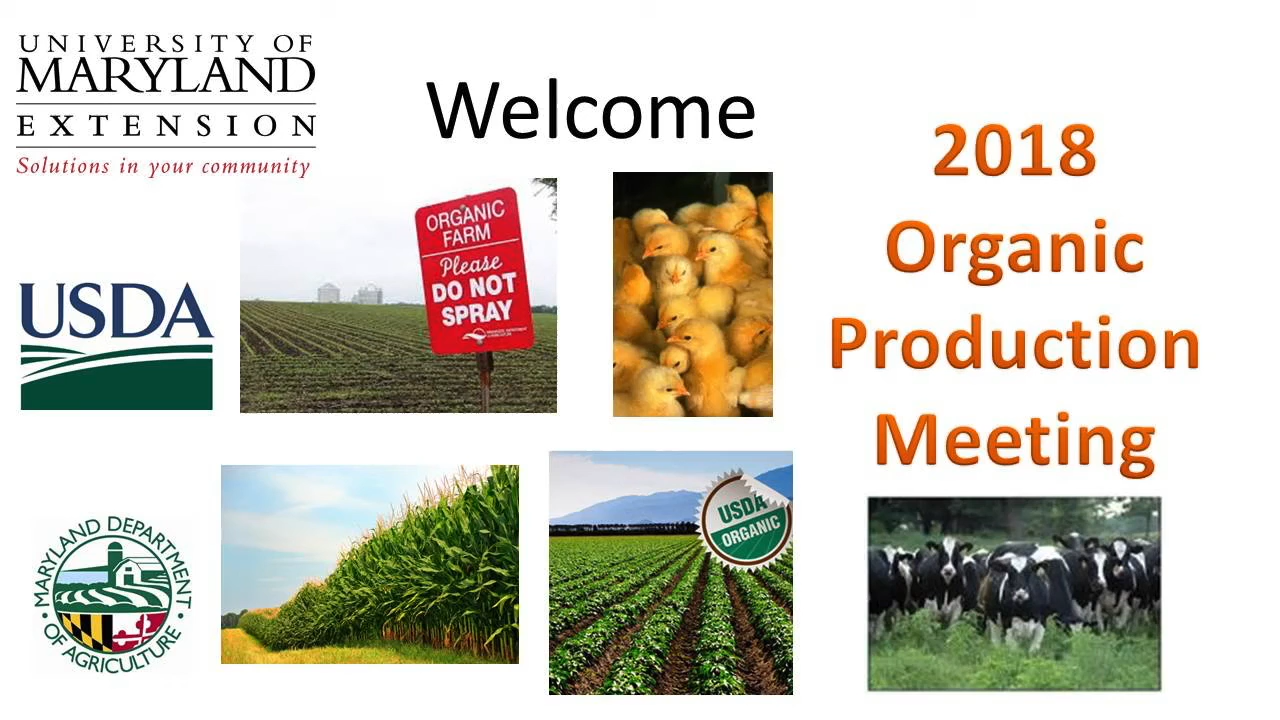 UNIVERSITY OF
MARYLAND
EXTENSION
Solutions in your community
Welcome
2018
Organic
Production
Meeting
ORGANIC
FARM
Please
DO NOT
SPRAY
USDA
MARYLAND DEPARTMENT
• OF AGRICULTURE •
USDA
ORGANIC